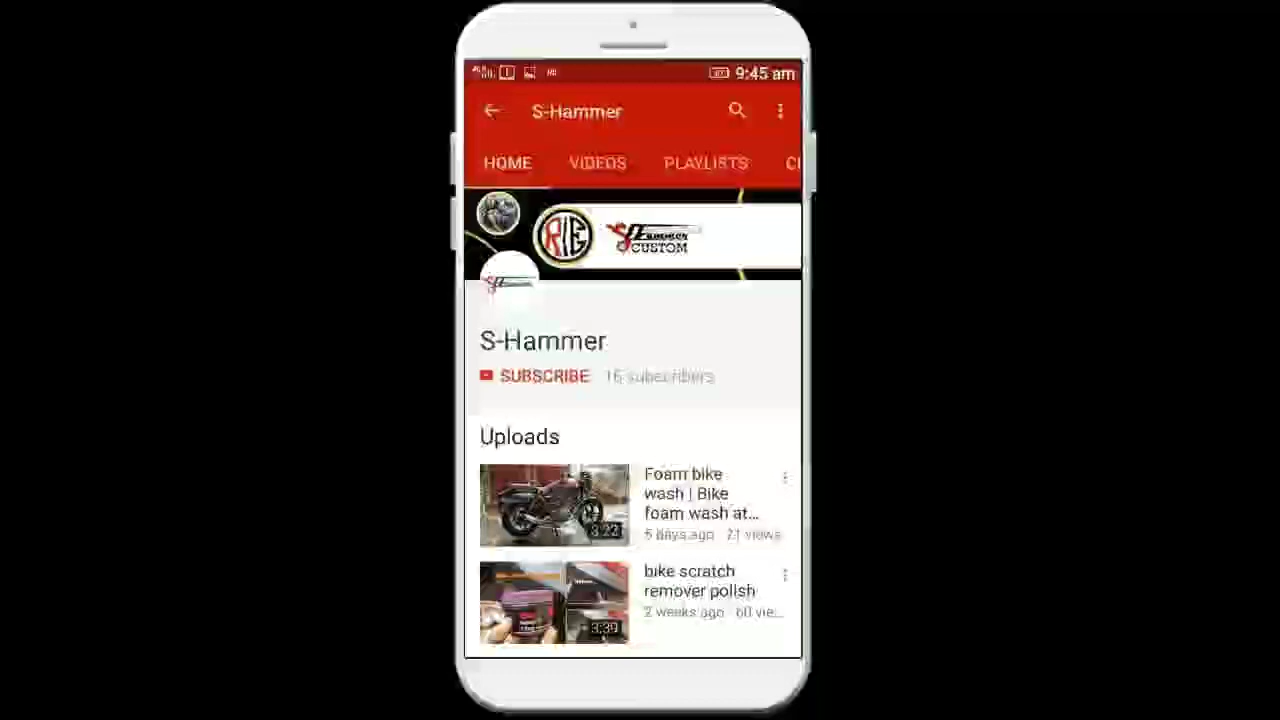 9:45 am
S-Hammer
HOME VIDEOS PLAYLISTS
RIG
CUSTOM
S-Hammer
SUBSCRIBE 16 subscribers
Uploads
Foam bike
wash | Bike
foam wash at...
3:22
5 days ago · 21 views
bike scratch
remover polish
2 weeks ago · 60 vie...
3:39